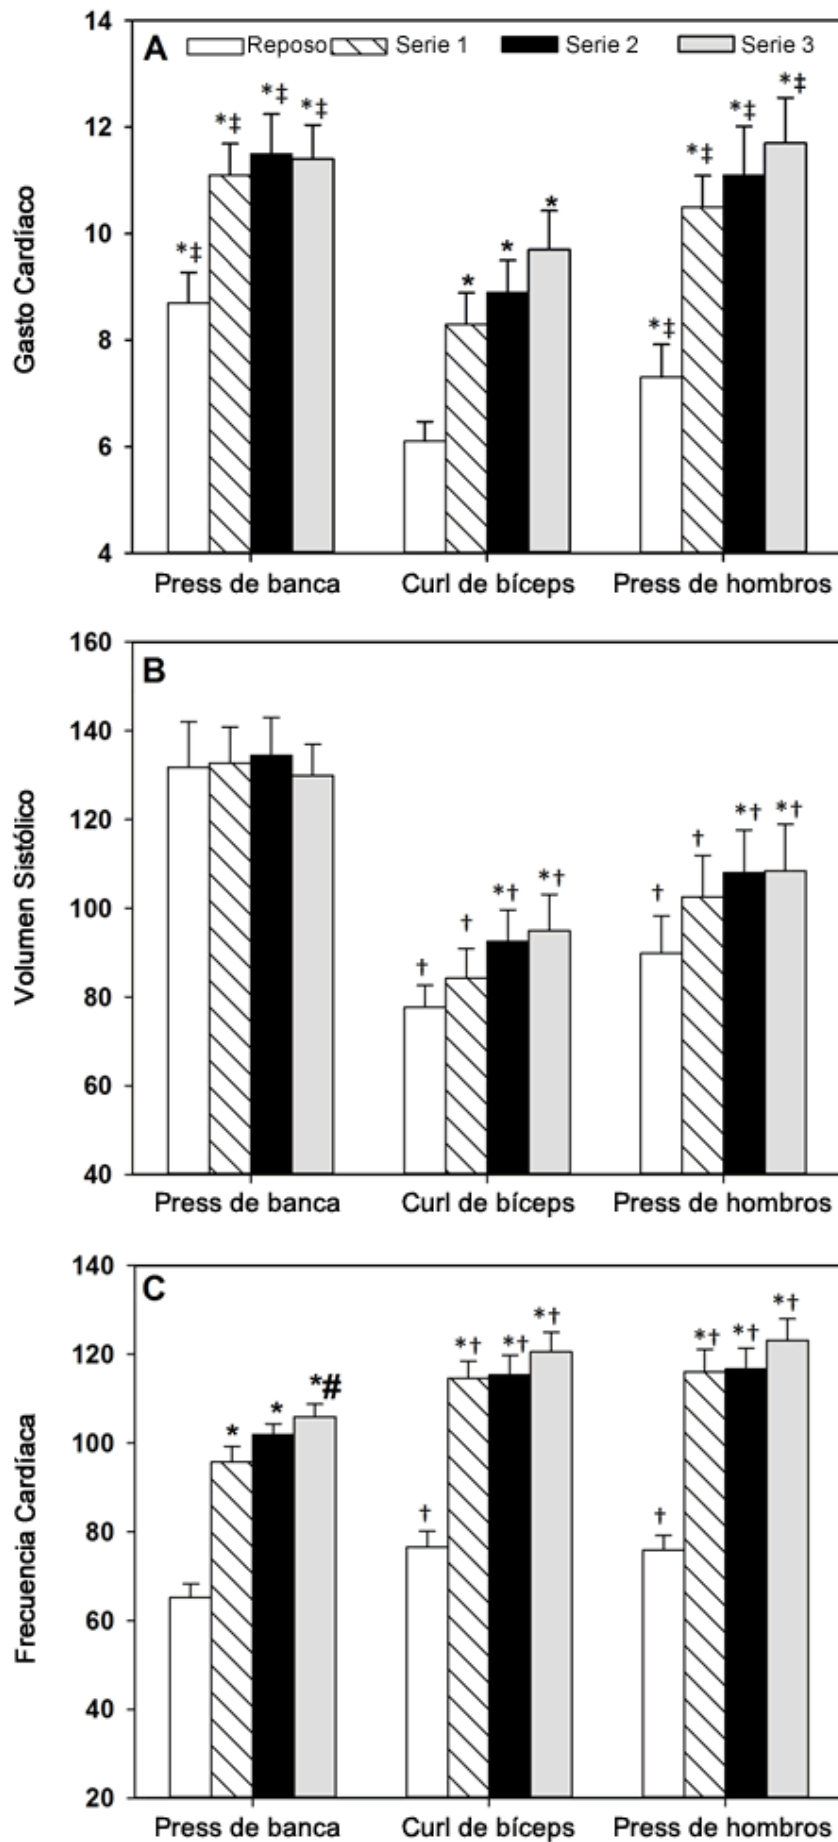 14
A
Reposo
Serie 1
Serie 2
Serie 3
12
10
8
6
4
Gasto Cardíaco
*‡
*‡
*‡
*‡
*
*
*
*‡
*‡
*‡
*‡
Press de banca
Curl de bíceps
Press de hombros
160
B
140
120
100
80
60
40
Volumen Sistólico
†
†
*†
*†
†
†
*†
*†
Press de banca
Curl de bíceps
Press de hombros
140
C
120
100
80
60
40
20
Frecuencia Cardíaca
*
*
*#
†
*†
*†
*†
†
*†
*†
*†
Press de banca
Curl de bíceps
Press de hombros